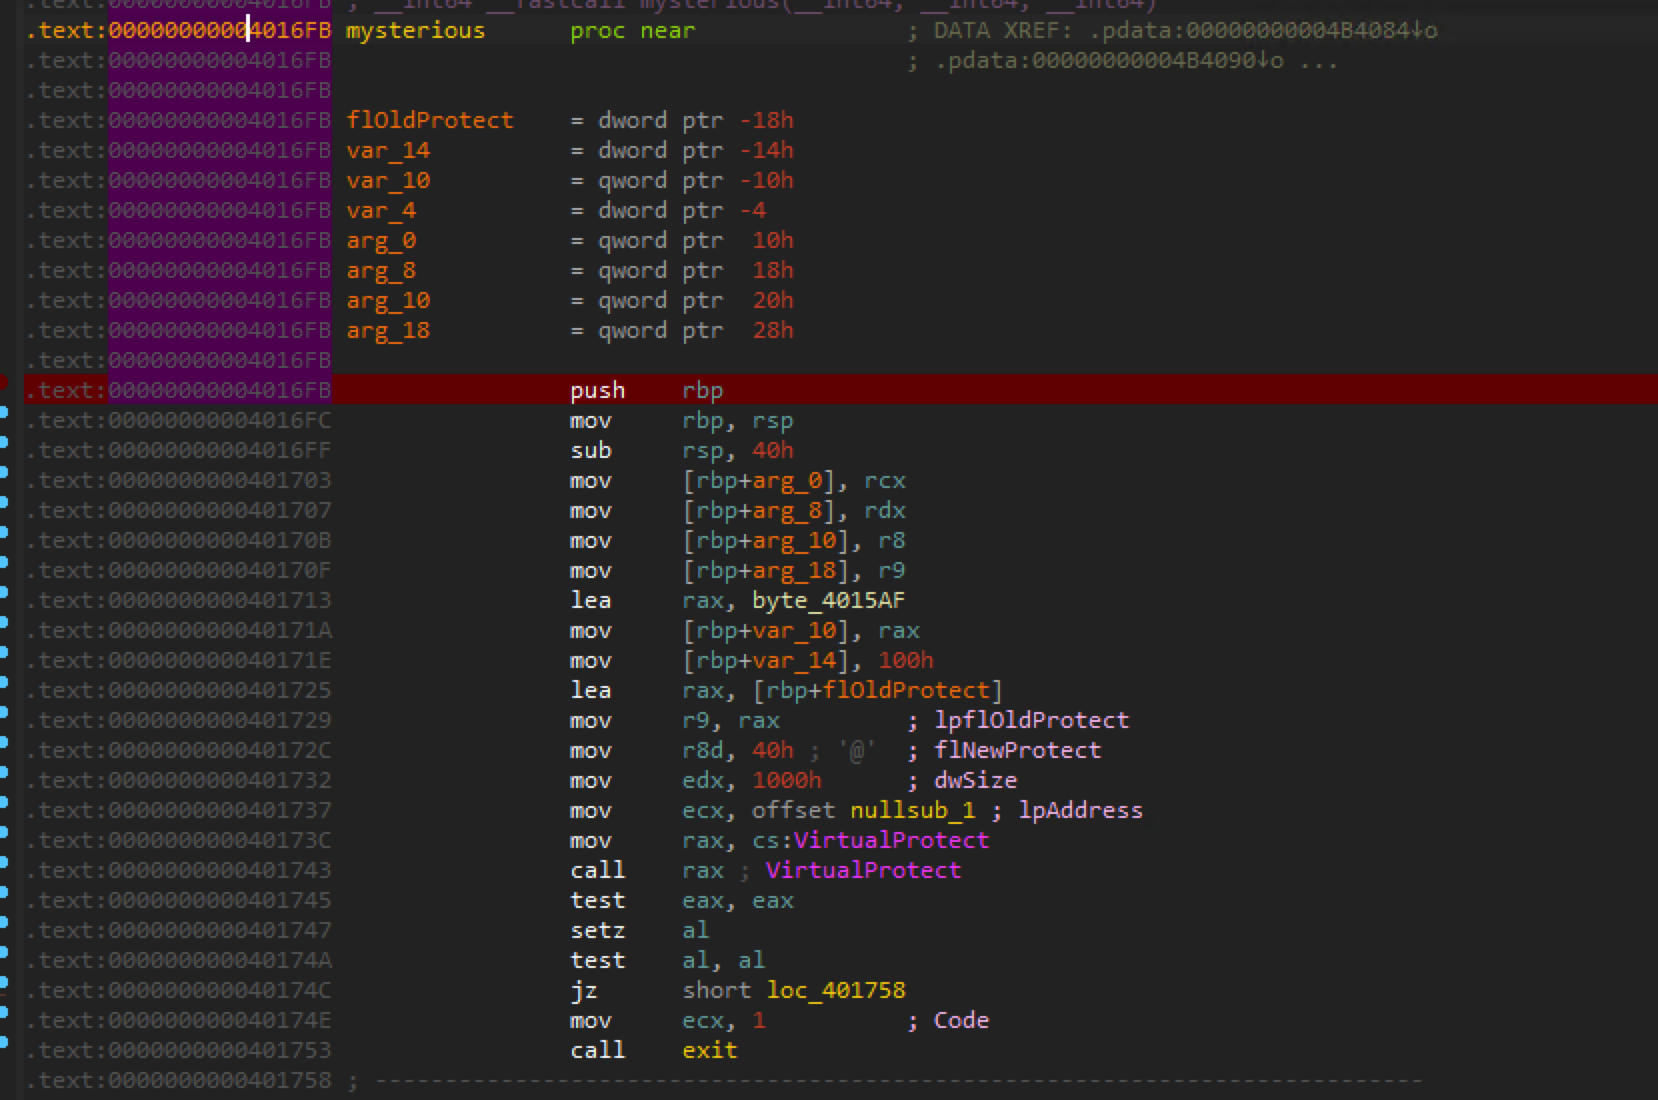 .text:00000000004016FB ; __int64 __fastcall mysterious(__int64, __int64, __int64)
.text:00000000004016FB mysterious proc near ; DATA XREF: .pdata:00000000004B4084↓o
.text:00000000004016FB ; .pdata:00000000004B4090↓o ...
.text:00000000004016FB
.text:00000000004016FB flOldProtect = dword ptr -18h
.text:00000000004016FB var_14 = dword ptr -14h
.text:00000000004016FB var_10 = qword ptr -10h
.text:00000000004016FB var_4 = dword ptr -4
.text:00000000004016FB arg_0 = qword ptr 10h
.text:00000000004016FB arg_8 = qword ptr 18h
.text:00000000004016FB arg_10 = qword ptr 20h
.text:00000000004016FB arg_18 = qword ptr 28h
.text:00000000004016FB
.text:00000000004016FB push rbp
.text:00000000004016FC mov rbp, rsp
.text:00000000004016FF sub rsp, 40h
.text:0000000000401703 mov [rbp+arg_0], rcx
.text:0000000000401707 mov [rbp+arg_8], rdx
.text:000000000040170B mov [rbp+arg_10], r8
.text:000000000040170F mov [rbp+arg_18], r9
.text:0000000000401713 lea rax, byte_4015AF
.text:000000000040171A mov [rbp+var_10], rax
.text:000000000040171E mov [rbp+var_14], 100h
.text:0000000000401725 lea rax, [rbp+flOldProtect]
.text:0000000000401729 mov r9, rax ; lpflOldProtect
.text:000000000040172C mov r8d, 40h ; '@' ; flNewProtect
.text:0000000000401732 mov edx, 1000h ; dwSize
.text:0000000000401737 mov ecx, offset nullsub_1 ; lpAddress
.text:000000000040173C mov rax, cs:VirtualProtect
.text:0000000000401743 call rax ; VirtualProtect
.text:0000000000401745 test eax, eax
.text:0000000000401747 setz al
.text:000000000040174A test al, al
.text:000000000040174C jz short loc_401758
.text:000000000040174E mov ecx, 1 ; Code
.text:0000000000401753 call exit
.text:0000000000401758 ; ---------------------------------------------------------------------------